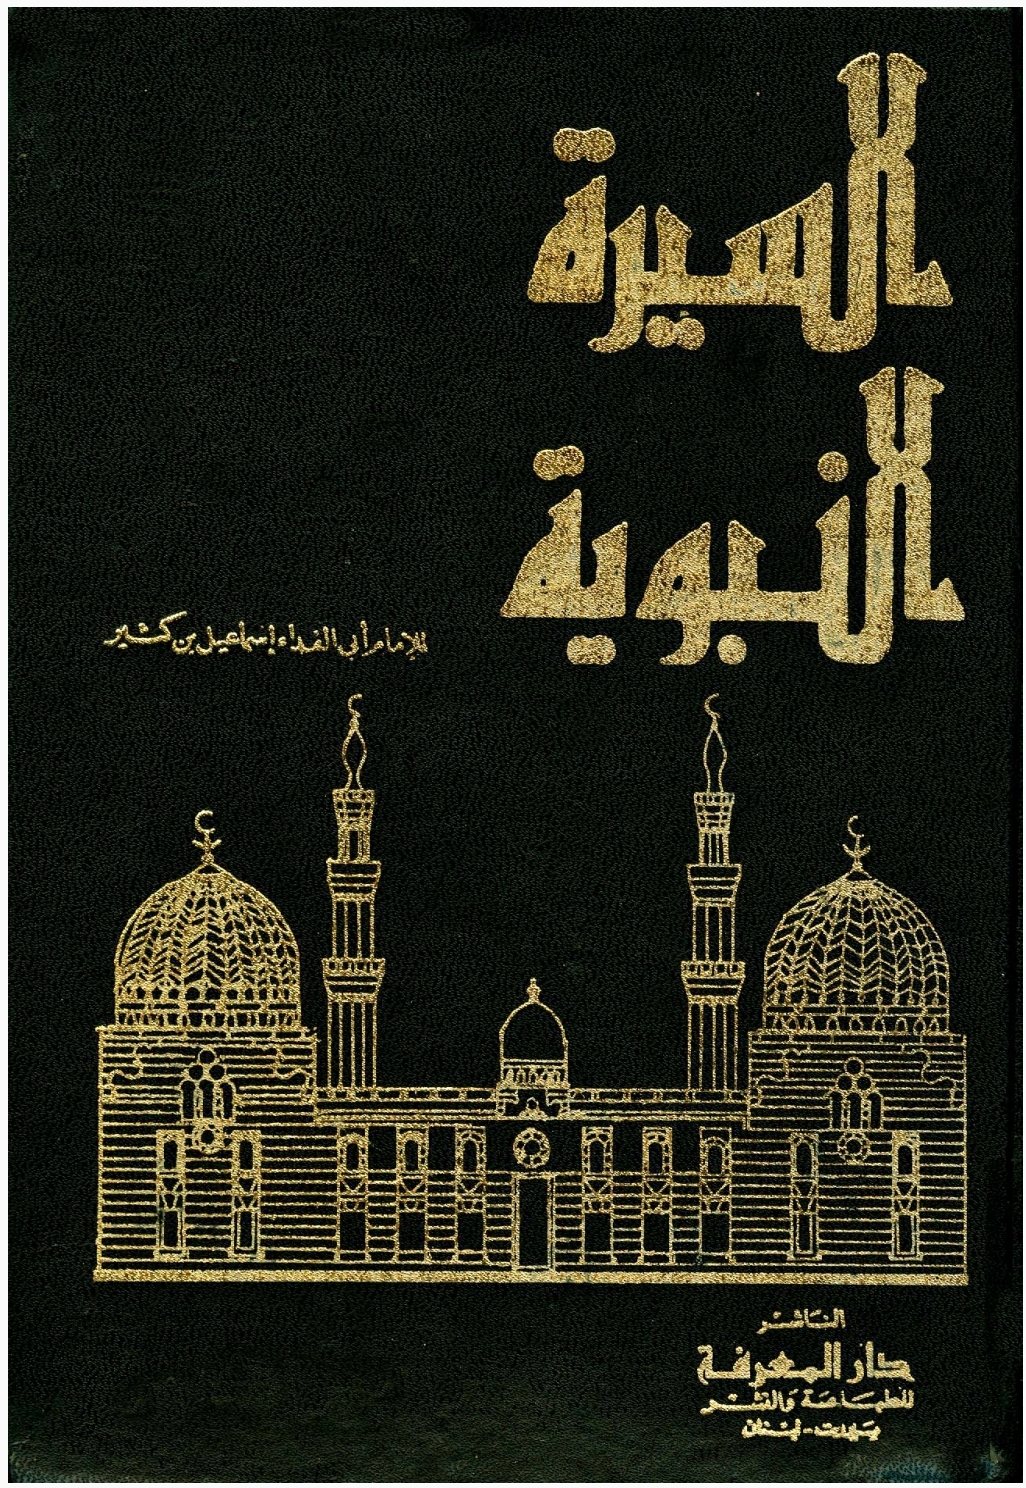 السيرة
النبوية
للإمام أبي الفداء إسماعيل بن كثير
الناشر
دار المعرفة
للطباعة والنشر
بيروت - لبنان